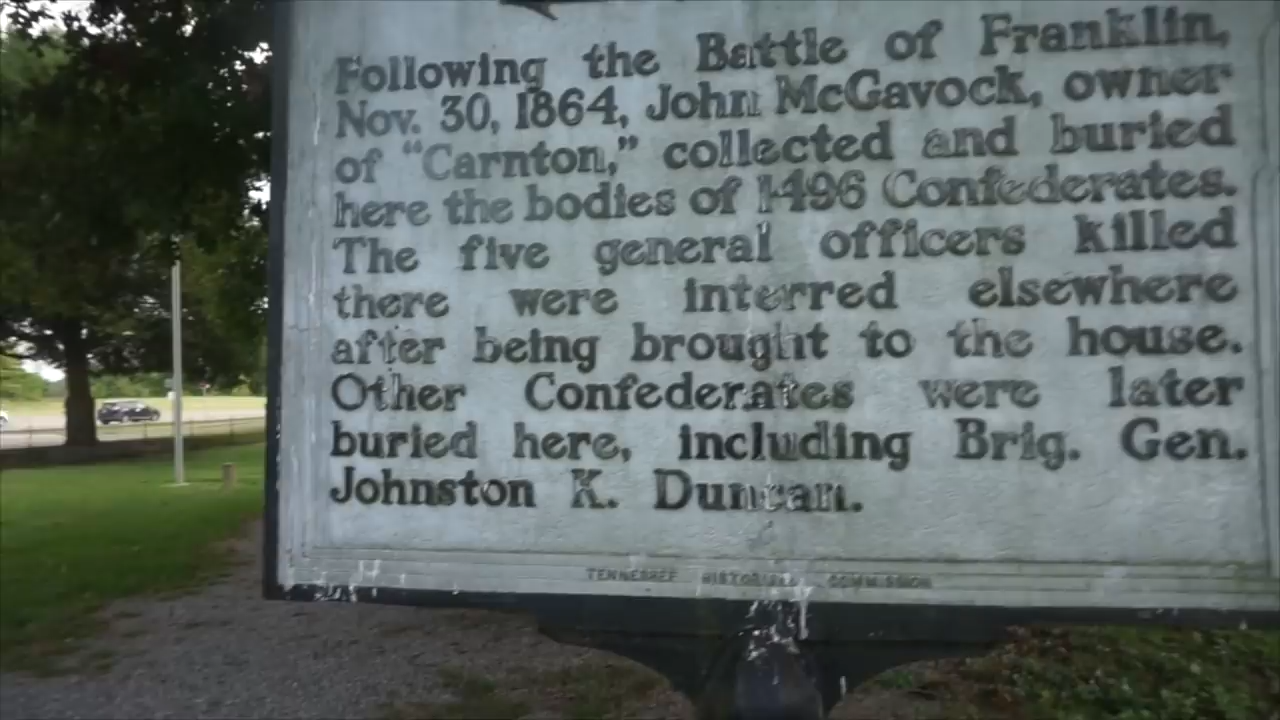 Following the Battle of Franklin,
Nov. 30, 1864, John McGavock, owner
of “Carnton,” collected and buried
here the bodies of 1496 Confederates.
The five general officers killed
there were interred elsewhere
after being brought to the house.
Other Confederates were later
buried here, including Brig. Gen.
Johnston K. Duncan.
TENNESSEE HISTORICAL COMMISSION